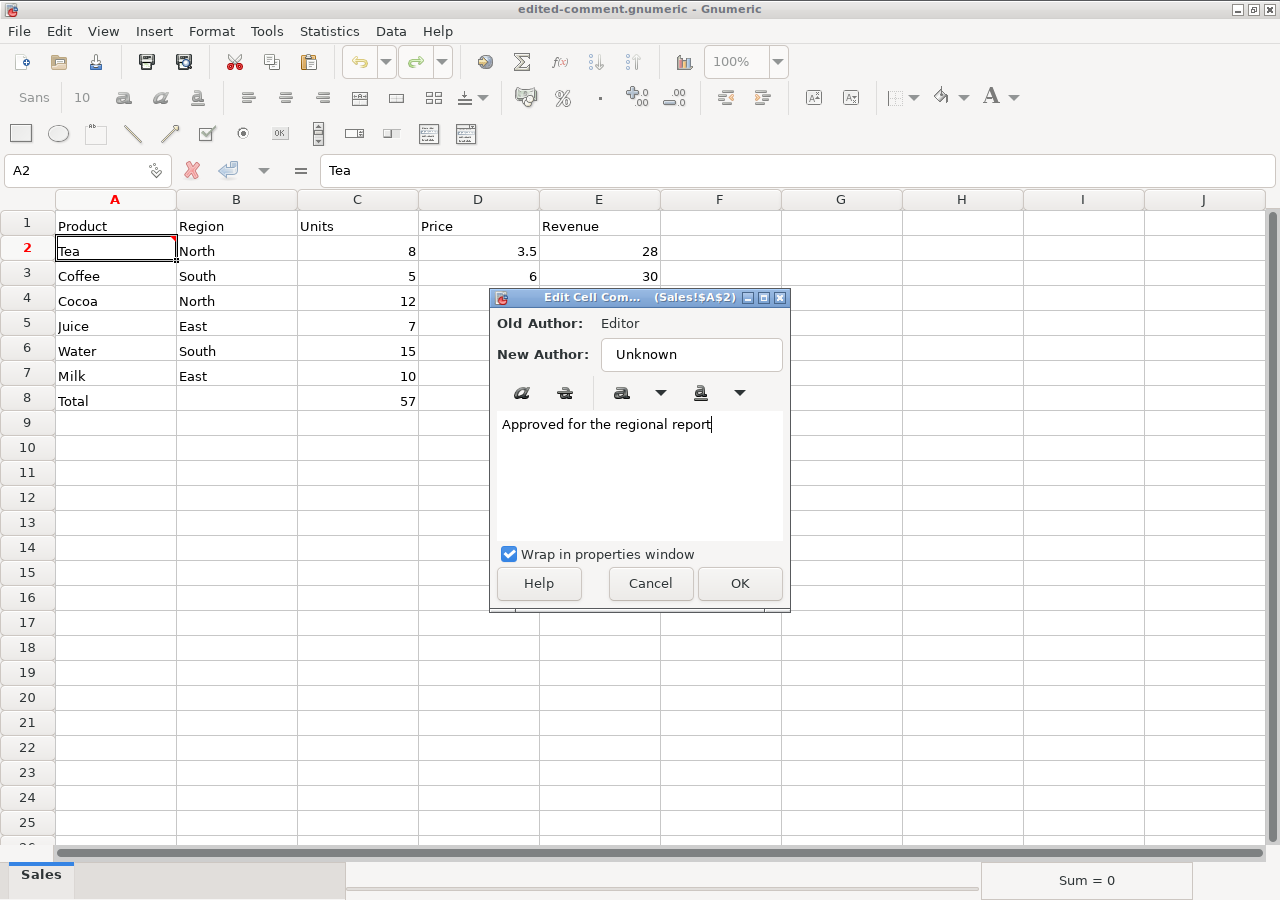 edited-comment.gnumeric - Gnumeric
File Edit View Insert Format Tools Statistics Data Help
100%
Sans 10
OK
A2 Tea
A B C D E F G H I J
1 Product Region Units Price Revenue
2 Tea North 8 3.5 28
3 Coffee South 5 6 30
4 Cocoa North 12
5 Juice East 7
6 Water South 15
7 Milk East 10
8 Total 57
9
10
11
12
13
14
15
16
17
18
19
20
21
22
23
24
25
Edit Cell Com... (Sales!$A$2)
Old Author: Editor
New Author: Unknown
Approved for the regional report
Wrap in properties window
Help Cancel OK
Sales
Sum = 0